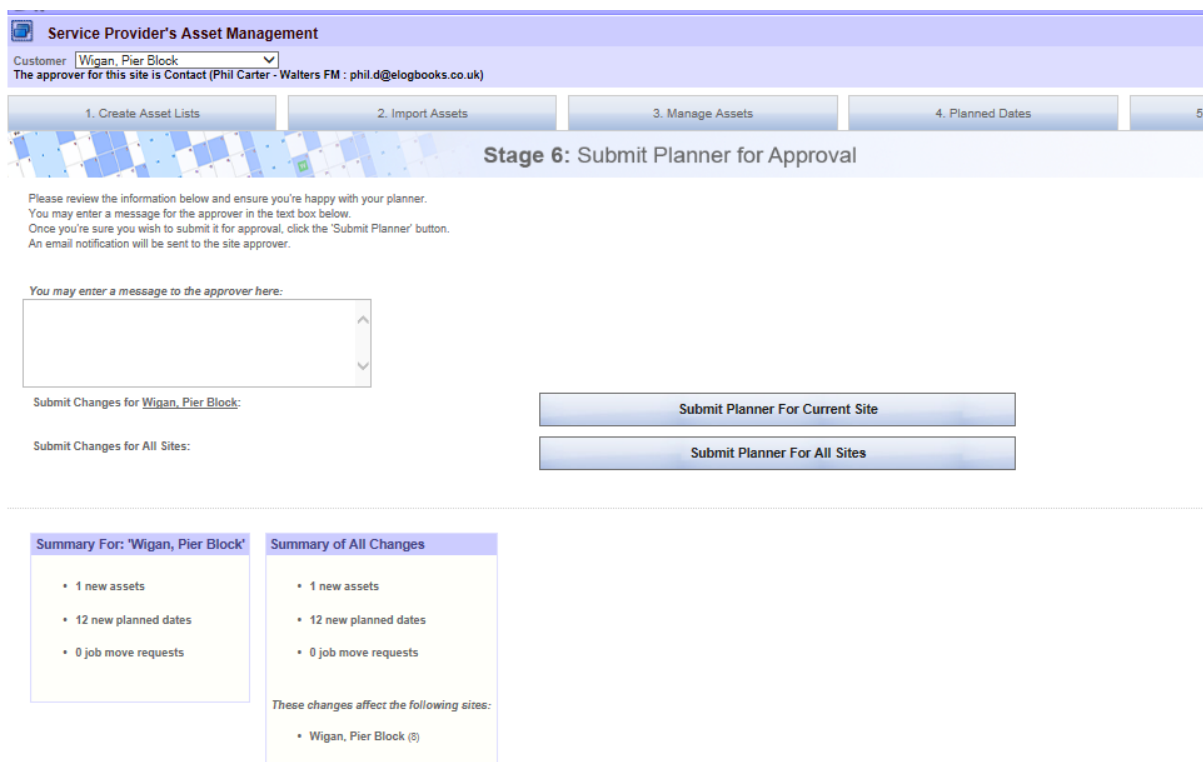 Service Provider's Asset Management
Customer Wigan, Pier Block
The approver for this site is Contact (Phil Carter - Walters FM : phil.d@elogbooks.co.uk)
1. Create Asset Lists 2. Import Assets 3. Manage Assets 4. Planned Dates 5
Stage 6: Submit Planner for Approval
Please review the information below and ensure you're happy with your planner.
You may enter a message for the approver in the text box below.
Once you're sure you wish to submit it for approval, click the 'Submit Planner' button.
An email notification will be sent to the site approver.
You may enter a message to the approver here:
Submit Changes for Wigan, Pier Block:
Submit Planner For Current Site
Submit Changes for All Sites:
Submit Planner For All Sites
Summary For: 'Wigan, Pier Block'
• 1 new assets
• 12 new planned dates
• 0 job move requests
Summary of All Changes
• 1 new assets
• 12 new planned dates
• 0 job move requests
These changes affect the following sites:
• Wigan, Pier Block (8)